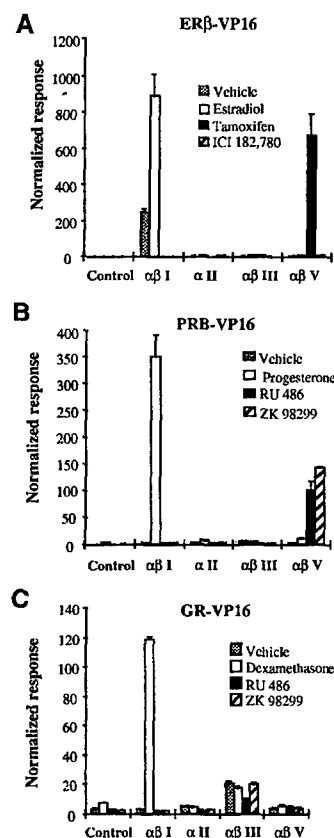 A
ERβ-VP16
Normalized response
1200
1000
800
600
400
200
0
Vehicle
Estradiol
Tamoxifen
ICI 182,780
Control αβ I α II αβ III αβ V
B
PRB-VP16
Normalized response
400
350
300
250
200
150
100
50
0
Vehicle
Progesterone
RU 486
ZK 98299
Control αβ I α II αβ III αβ V
C
GR-VP16
Normalized response
140
120
100
80
60
40
20
0
Vehicle
Dexamethasone
RU 486
ZK 98299
Control αβ I α II αβ III αβ V